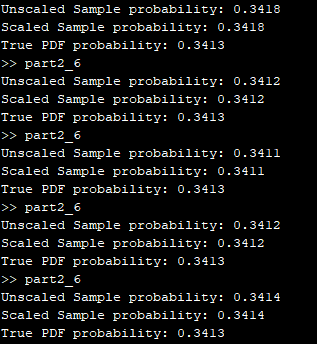 Unscaled Sample probability: 0.3418
Scaled Sample probability: 0.3418
True PDF probability: 0.3413
>> part2_6
Unscaled Sample probability: 0.3412
Scaled Sample probability: 0.3412
True PDF probability: 0.3413
>> part2_6
Unscaled Sample probability: 0.3411
Scaled Sample probability: 0.3411
True PDF probability: 0.3413
>> part2_6
Unscaled Sample probability: 0.3412
Scaled Sample probability: 0.3412
True PDF probability: 0.3413
>> part2_6
Unscaled Sample probability: 0.3414
Scaled Sample probability: 0.3414
True PDF probability: 0.3413